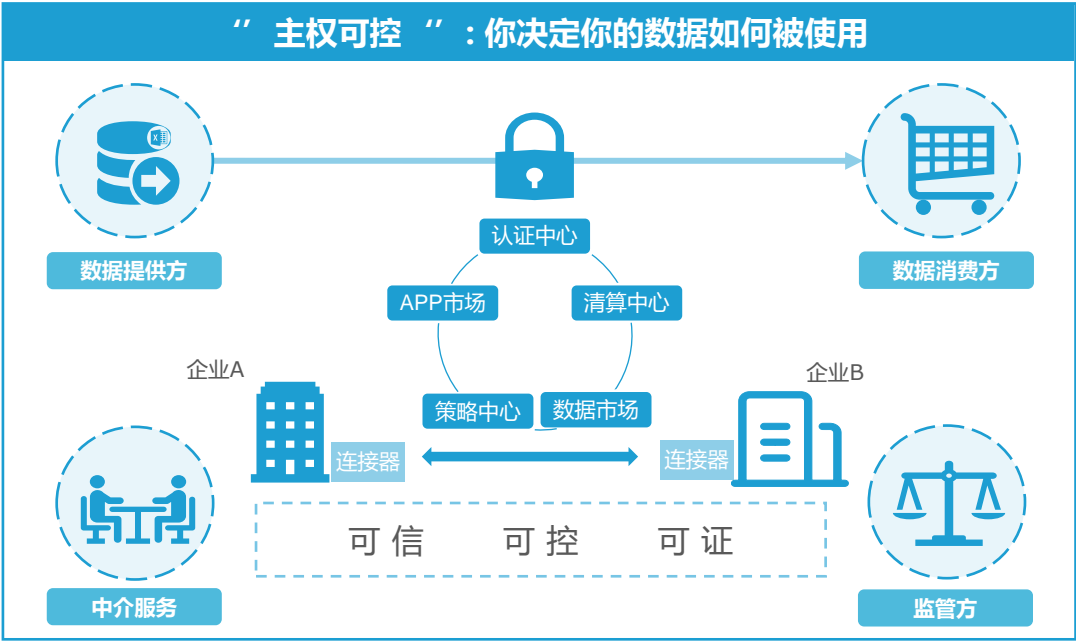 ‘’ 主权可控 ‘’ : 你决定你的数据如何被使用
X
认证中心
数据提供方
数据消费方
APP市场
清算中心
企业A
企业B
策略中心
数据市场
连接器
连接器
可信 可控 可证
中介服务
监管方